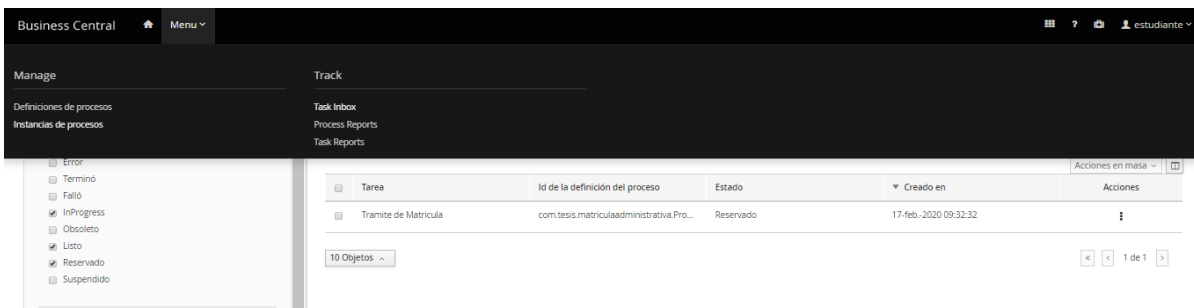 Business Central Menu ? estudiante
Manage Track
Definiciones de procesos Task Inbox
Instancias de procesos Process Reports
Task Reports
Error Acciones en masa
Terminó Tarea Id de la definición del proceso Estado Creado en Acciones
Falló
InProgress Tramite de Matricula com.tesis.matriculaadministrativa.Pro... Reservado 17-feb.-2020 09:32:32
Obsoleto
Listo 10 Objetos « < 1 de 1 >
Reservado
Suspendido